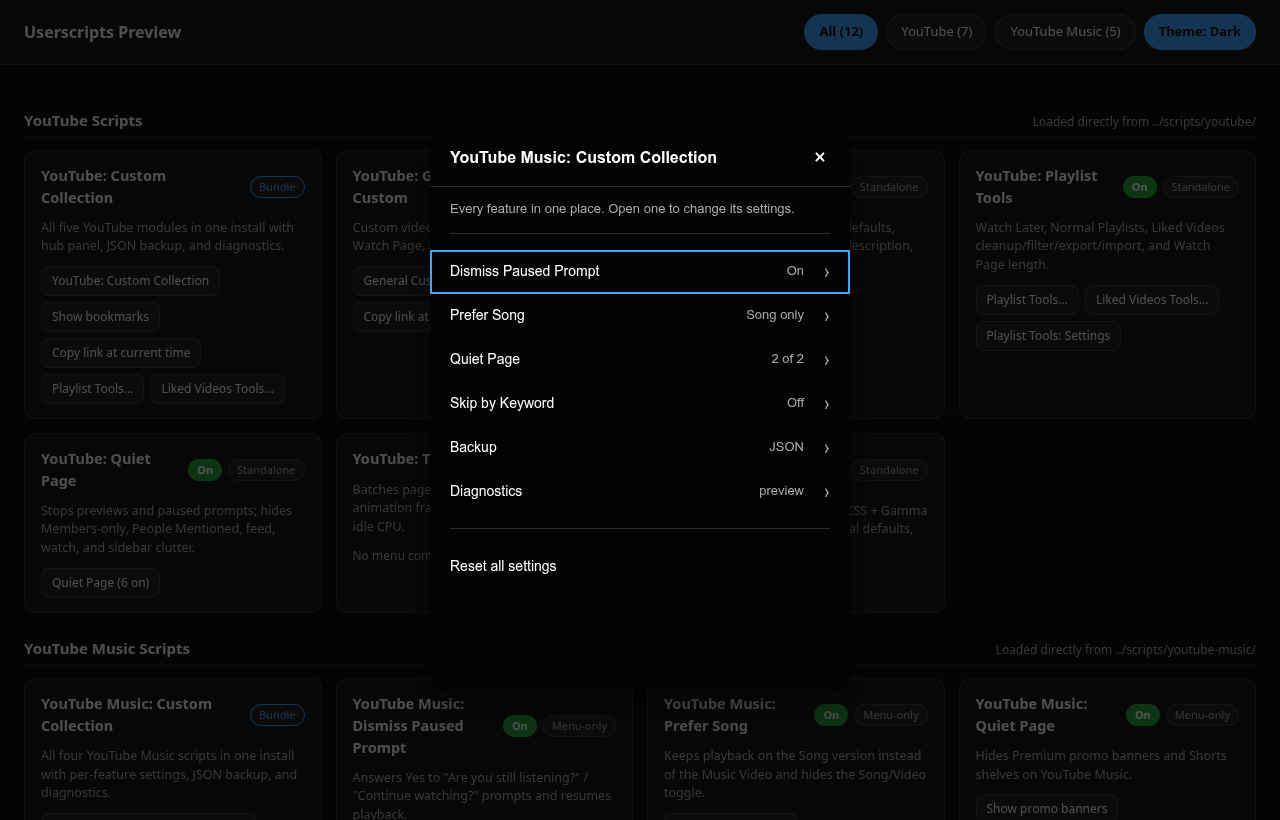 Userscripts Preview
All (12)
YouTube (7)
YouTube Music (5)
Theme: Dark
YouTube Scripts
Loaded directly from ../scripts/youtube/
YouTube: Custom
Collection
Bundle
All five YouTube modules in one install with
hub panel, JSON backup, and diagnostics.
YouTube: Custom Collection
Show bookmarks
Copy link at current time
Playlist Tools...
Liked Videos Tools...
YouTube: G
Custom
Custom video
Watch Page,
General Cus
Copy link at
Standalone
defaults,
description,
YouTube: Playlist
Tools
On
Standalone
Watch Later, Normal Playlists, Liked Videos
cleanup/filter/export/import, and Watch
Page length.
Playlist Tools...
Liked Videos Tools...
Playlist Tools: Settings
YouTube: Quiet
Page
On
Standalone
Stops previews and paused prompts; hides
Members-only, People Mentioned, feed,
watch, and sidebar clutter.
Quiet Page (6 on)
YouTube: T
Batches page
animation fra
idle CPU.
No menu com
Standalone
CSS + Gamma
al defaults,
YouTube Music: Custom Collection
×
Every feature in one place. Open one to change its settings.
Dismiss Paused Prompt
On ›
Prefer Song
Song only ›
Quiet Page
2 of 2 ›
Skip by Keyword
Off ›
Backup
JSON ›
Diagnostics
preview ›
Reset all settings
YouTube Music Scripts
Loaded directly from ../scripts/youtube-music/
YouTube Music: Custom
Collection
Bundle
All four YouTube Music scripts in one install
with per-feature settings, JSON backup, and
diagnostics.
YouTube Music:
Dismiss Paused
Prompt
On
Menu-only
Answers Yes to "Are you still listening?" /
"Continue watching?" prompts and resumes
playback.
YouTube Music:
Prefer Song
On
Menu-only
Keeps playback on the Song version instead
of the Music Video and hides the Song/Video
toggle.
YouTube Music:
Quiet Page
On
Menu-only
Hides Premium promo banners and Shorts
shelves on YouTube Music.
Show promo banners